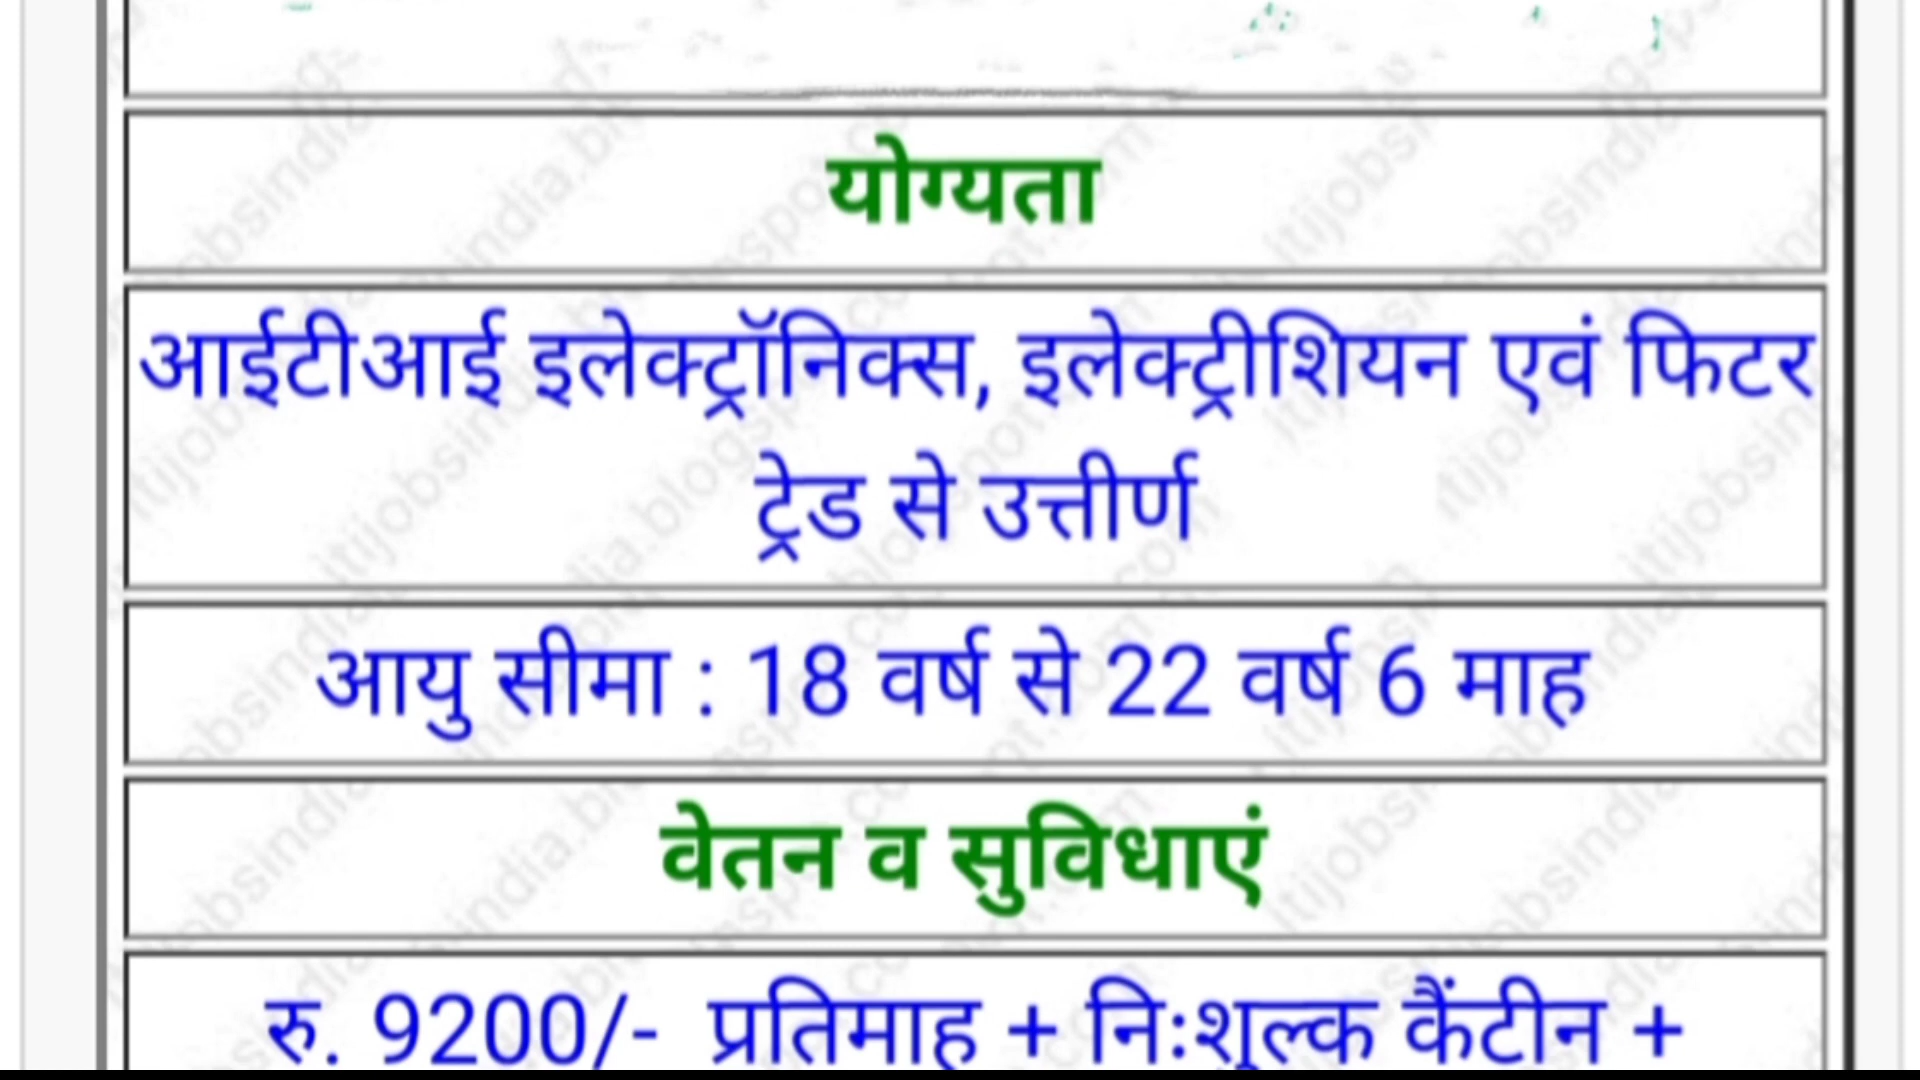 योग्यता
आईटीआई इलेक्ट्रॉनिक्स, इलेक्ट्रीशियन एवं फिटर
ट्रेड से उत्तीर्ण
आयु सीमा : 18 वर्ष से 22 वर्ष 6 माह
वेतन व सुविधाएं
रु. 9200/- प्रतिमाह + निःशुल्क कैंटीन +